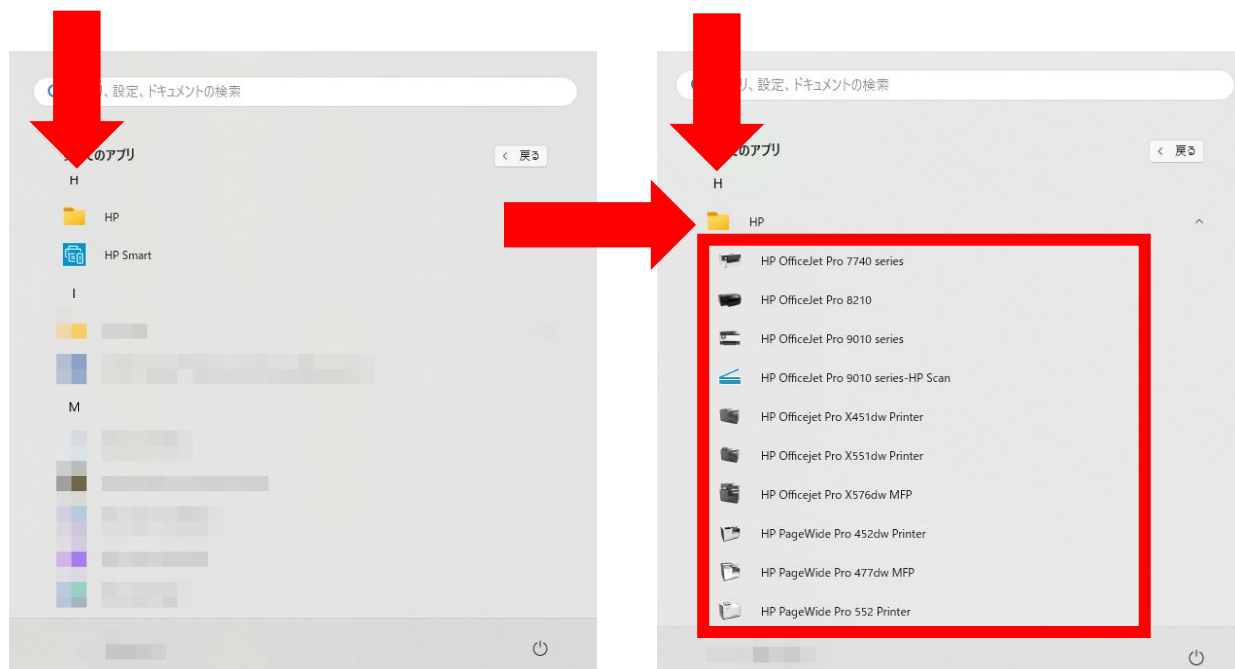 、設定、ドキュメントの検索
のアプリ
戻る
H
HP
HP Smart
I
M
リ、設定、ドキュメントの検索
のアプリ
戻る
H
HP
HP OfficeJet Pro 7740 series
HP OfficeJet Pro 8210
HP OfficeJet Pro 9010 series
HP OfficeJet Pro 9010 series-HP Scan
HP Officejet Pro X451dw Printer
HP Officejet Pro X551dw Printer
HP Officejet Pro X576dw MFP
HP PageWide Pro 452dw Printer
HP PageWide Pro 477dw MFP
HP PageWide Pro 552 Printer